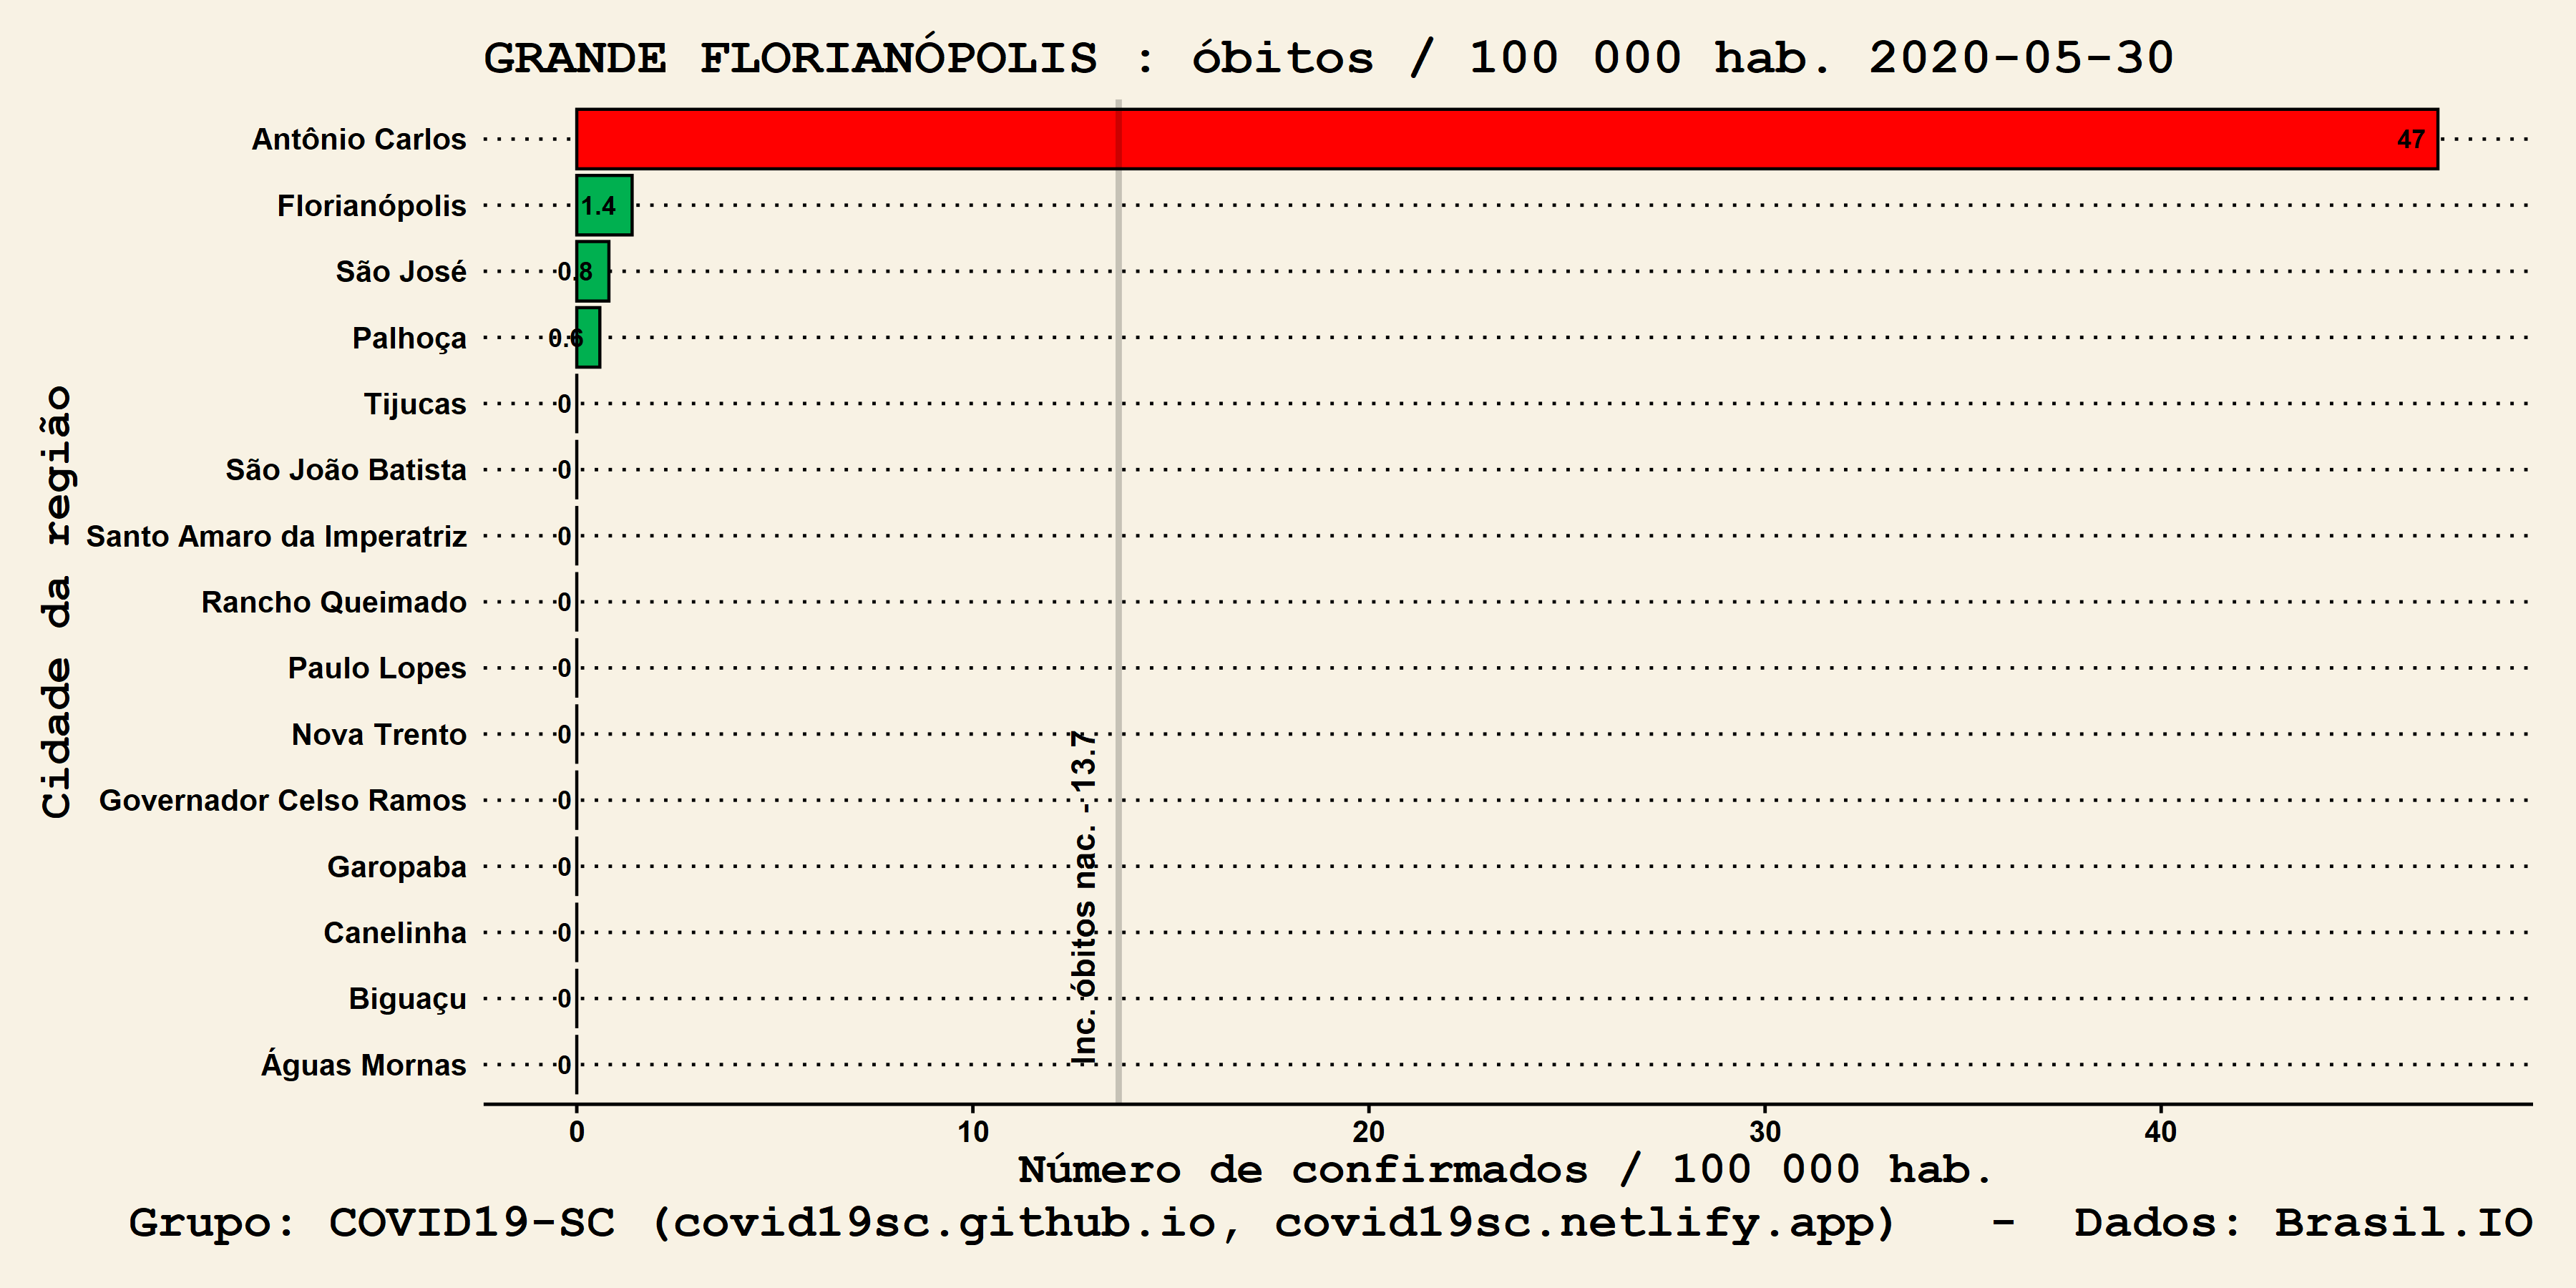 GRANDE FLORIANÓPOLIS : óbitos / 100 000 hab. 2020-05-30
Cidade da região
Antônio Carlos 47
Florianópolis 1.4
São José 0.8
Palhoça 0.6
Tijucas 0
São João Batista 0
Santo Amaro da Imperatriz 0
Rancho Queimado 0
Paulo Lopes 0
Nova Trento 0
Governador Celso Ramos 0
Garopaba 0
Canelinha 0
Biguaçu 0
Águas Mornas 0
Inc. óbitos nac. - 13.7
0 10 20 30 40
Número de confirmados / 100 000 hab.
Grupo: COVID19-SC (covid19sc.github.io, covid19sc.netlify.app) - Dados: Brasil.IO